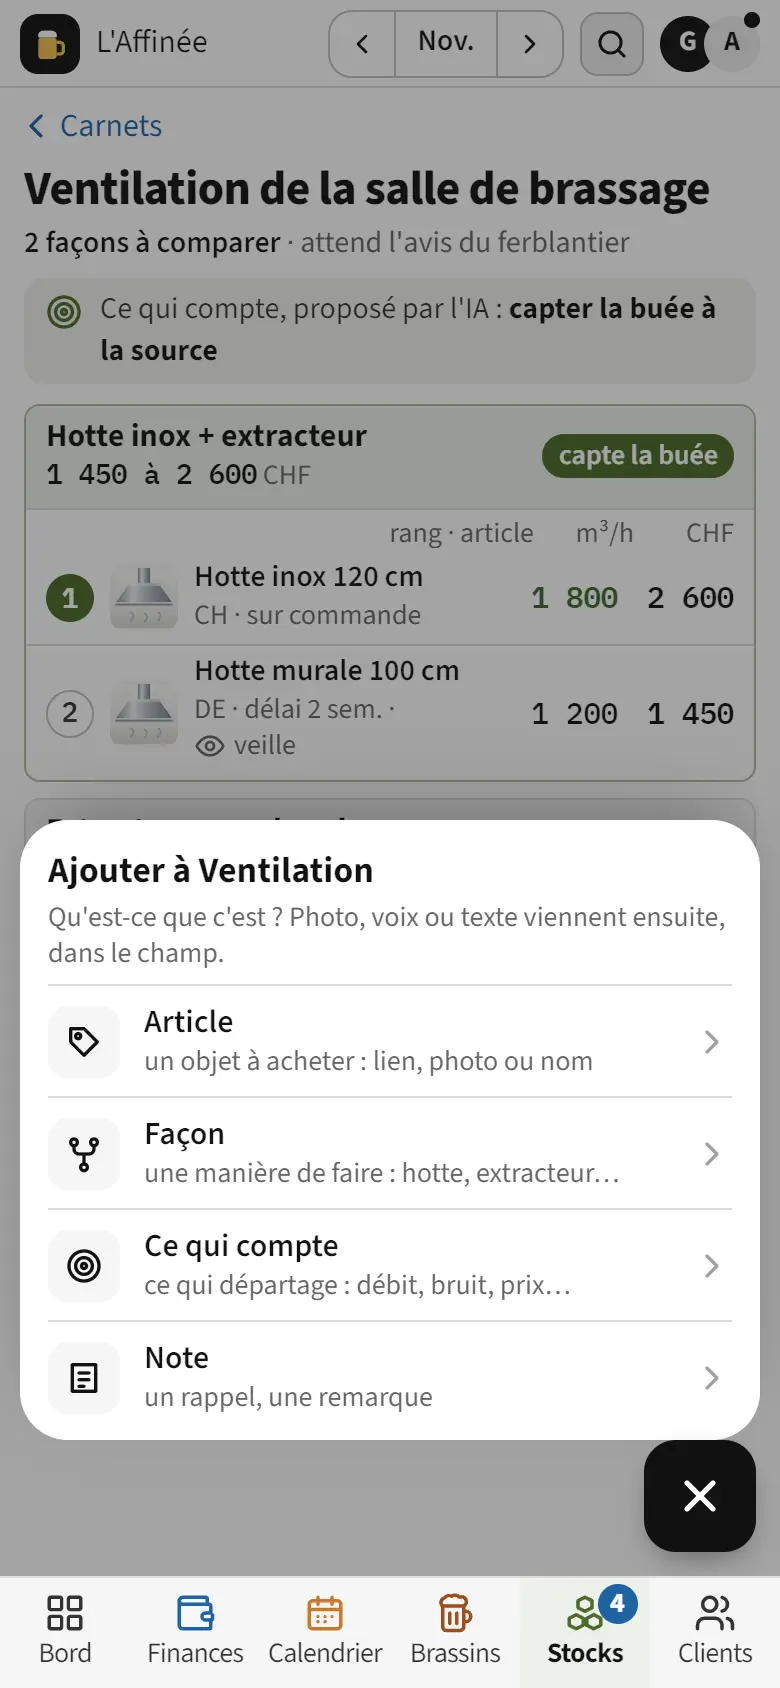 L'Affinée
Nov.
G
A
Carnets
Ventilation de la salle de brassage
2 façons à comparer · attend l'avis du ferblantier
Ce qui compte, proposé par l'IA : capter la buée à
la source
Hotte inox + extracteur
1 450 à 2 600 CHF
capte la buée
rang · article m³/h CHF
1
Hotte inox 120 cm
CH · sur commande
1 800 2 600
2
Hotte murale 100 cm
DE · délai 2 sem. ·
veille
1 200 1 450
Ajouter à Ventilation
Qu'est-ce que c'est ? Photo, voix ou texte viennent ensuite,
dans le champ.
Article
un objet à acheter : lien, photo ou nom
Façon
une manière de faire : hotte, extracteur…
Ce qui compte
ce qui départage : débit, bruit, prix…
Note
un rappel, une remarque
4
Bord Finances Calendrier Brassins Stocks Clients